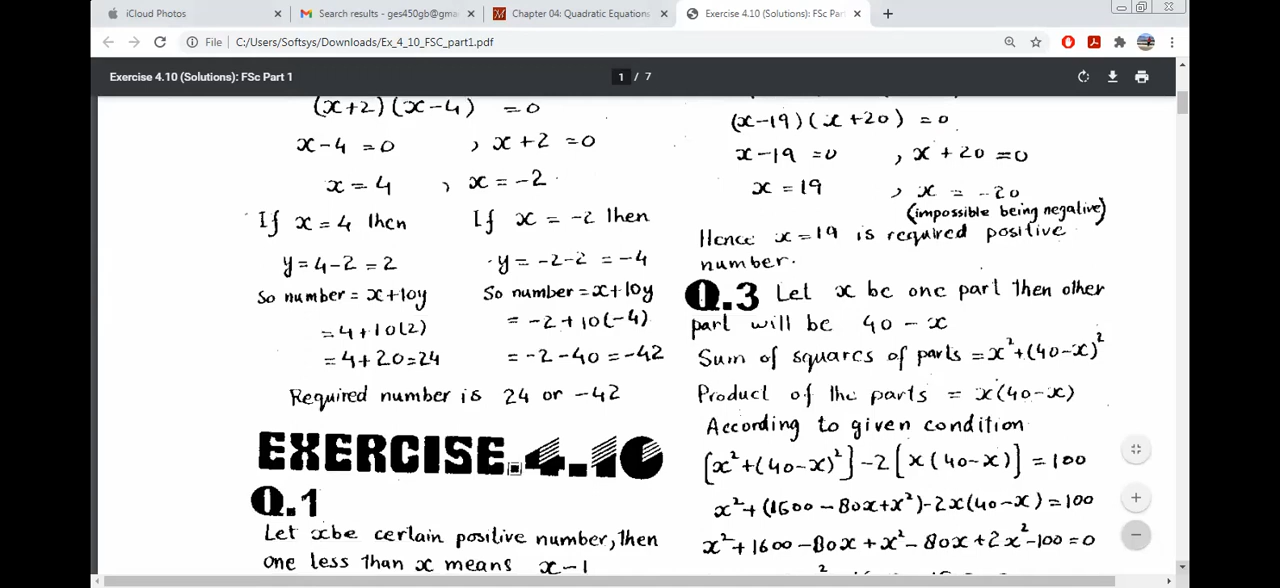 iCloud Photos
Search results - ges450gb@gma
Chapter 04: Quadratic Equations
Exercise 4.10 (Solutions): FSc Par
File
C:/Users/Softsys/Downloads/Ex_4_10_FSC_part1.pdf
Exercise 4.10 (Solutions): FSc Part 1
1 / 7
(x+2)(x-4) =0
x-4 =0 , x+2 =0
x=4 , x=-2
If x=4 then If x = -2 then
y=4-2=2 y=-2-2=-4
So number=x+10y So number=x+10y
=4+10(2) = -2+10(-4)
=4+20=24 = -2-40=-42
Required number is 24 or -42
EXERCISE.4.10
Q.1
Let x be certain positive number, then
one less than x means x-1
(x-19)(x+20) =0
x-19 =0 , x+20 =0
x=19 , x = -20
(impossible being negative)
Hence x=19 is required positive
number.
Q.3 Let x be one part then other
part will be 40-x
Sum of squares of parts = x²+(40-x)²
Product of the parts = x(40-x)
According to given condition
[x²+(40-x)²]-2[x(40-x)]=100
x²+(1600-80x+x²)-2x(40-x)=100
x²+1600-80x+x²-80x+2x²-100=0